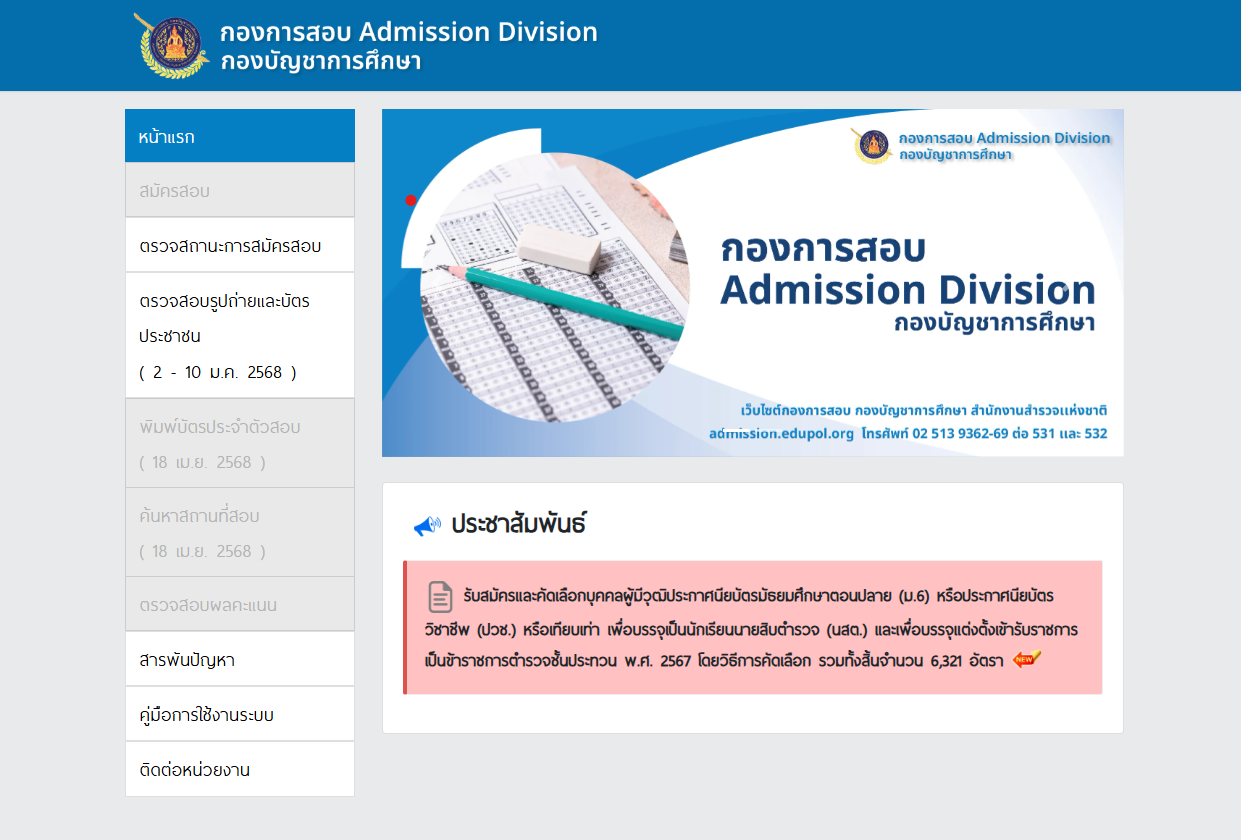 กองการสอบ Admission Division
กองบัญชาการศึกษา
หน้าแรก
สมัครสอบ
ตรวจสถานะการสมัครสอบ
ตรวจสอบรูปถ่ายและบัตร
ประชาชน
( 2 - 10 ม.ค. 2568 )
พิมพ์บัตรประจำตัวสอบ
( 18 เม.ย. 2568 )
ค้นหาสถานที่สอบ
( 18 เม.ย. 2568 )
ตรวจสอบผลคะแนน
สารพันปัญหา
คู่มือการใช้งานระบบ
ติดต่อหน่วยงาน
กองการสอบ Admission Division
กองบัญชาการศึกษา
กองการสอบ
Admission Division
กองบัญชาการศึกษา
เว็บไซต์กองการสอบ กองบัญชาการศึกษา สำนักงานสำรวจแห่งชาติ
admission.edupol.org โทรศัพท์ 02 513 9362-69 ต่อ 531 และ 532
ประชาสัมพันธ์
รับสมัครและคัดเลือกบุคคลผู้มีวุฒิประกาศนียบัตรมัธยมศึกษาตอนปลาย (ม.6) หรือประกาศนียบัตร
วิชาชีพ (ปวช.) หรือเทียบเท่า เพื่อบรรจุเป็นนักเรียนนายสิบตำรวจ (นสต.) และเพื่อบรรจุแต่งตั้งเข้ารับราชการ
เป็นข้าราชการตำรวจชั้นประทวน พ.ศ. 2567 โดยวิธีการคัดเลือก รวมทั้งสิ้นจำนวน 6,321 อัตรา NEW